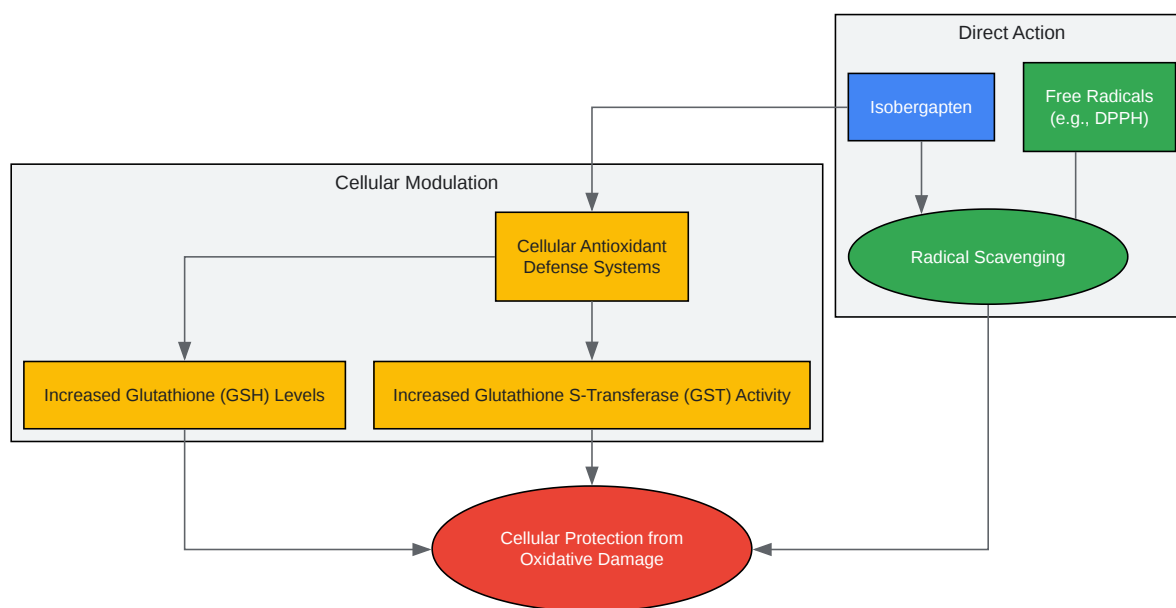 Direct Action
Isobergapten
Free Radicals
(e.g., DPPH)
Cellular Modulation
Cellular Antioxidant
Defense Systems
Radical Scavenging
Increased Glutathione (GSH) Levels
Increased Glutathione S-Transferase (GST) Activity
Cellular Protection from
Oxidative Damage